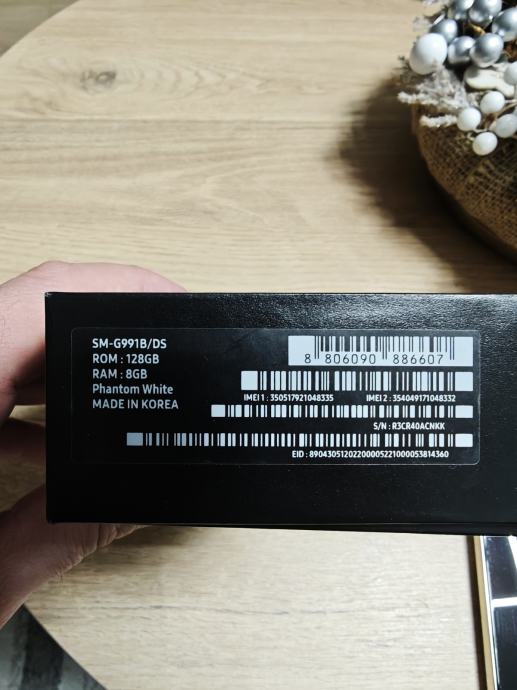 SM-G991B/DS
ROM : 128GB
RAM : 8GB
Phantom White
MADE IN KOREA
8 806090 886607
IMEI 1 : 350517921048335 IMEI 2 : 354049171048332
S/N : R3CR40ACNKK
EID : 89043051202200005221000053814360